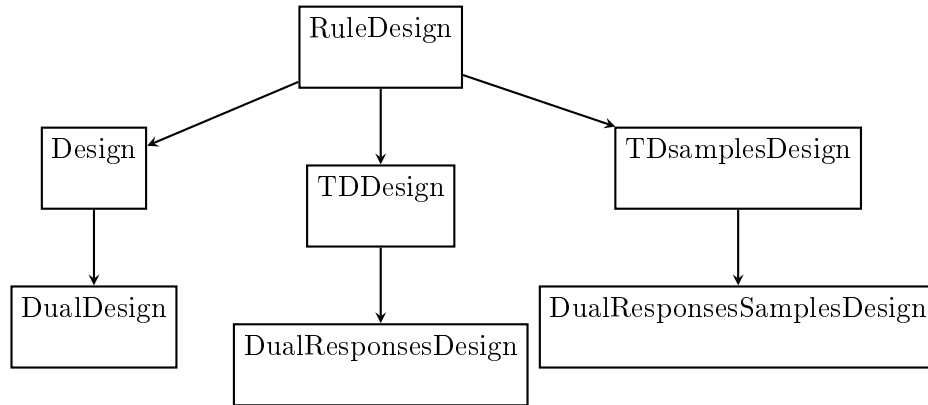 RuleDesign
Design
TDDesign
TDsamplesDesign
DualDesign
DualResponsesDesign
DualResponsesSamplesDesign